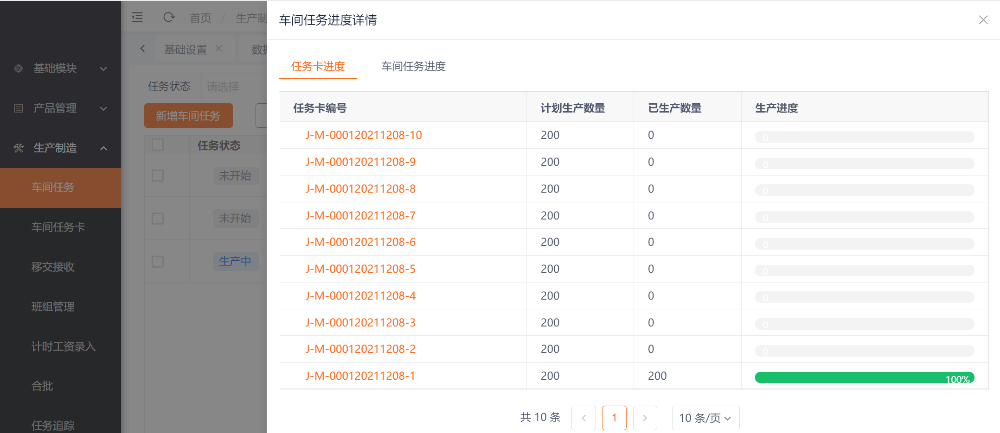 首页 / 生产制
车间任务进度详情
基础设置
基础模块
产品管理
生产制造
车间任务
车间任务卡
移交接收
班组管理
计时工资录入
合批
任务追踪
任务状态 请选择
新增车间任务
任务状态
未开始
未开始
生产中
任务卡进度 车间任务进度
任务卡编号 计划生产数量 已生产数量 生产进度
J-M-000120211208-10 200 0 0
J-M-000120211208-9 200 0 0
J-M-000120211208-8 200 0 0
J-M-000120211208-7 200 0 0
J-M-000120211208-6 200 0 0
J-M-000120211208-5 200 0 0
J-M-000120211208-4 200 0 0
J-M-000120211208-3 200 0 0
J-M-000120211208-2 200 0 0
J-M-000120211208-1 200 200 100%
共 10 条 1 10 条/页